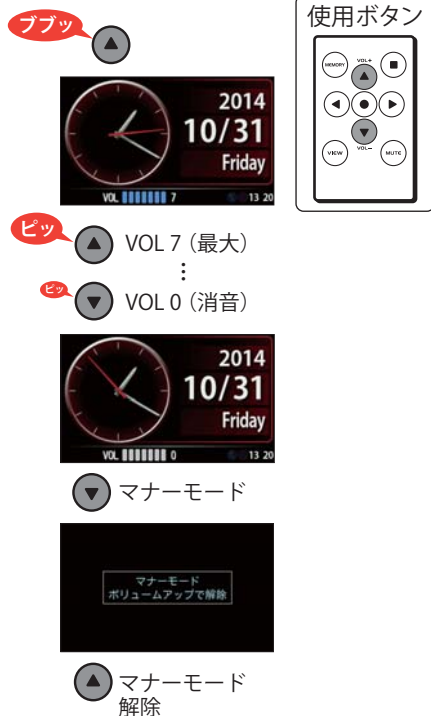 ブブッ
使用ボタン
MEMORY
VOL+
VIEW
VOL-
MUTE
2014
10/31
Friday
VOL 7
13 20
ピッ
VOL 7（最大）
⋮
ピッ
VOL 0（消音）
2014
10/31
Friday
VOL 0
13 20
マナーモード
マナーモード
ボリュームアップで解除
マナーモード
解除